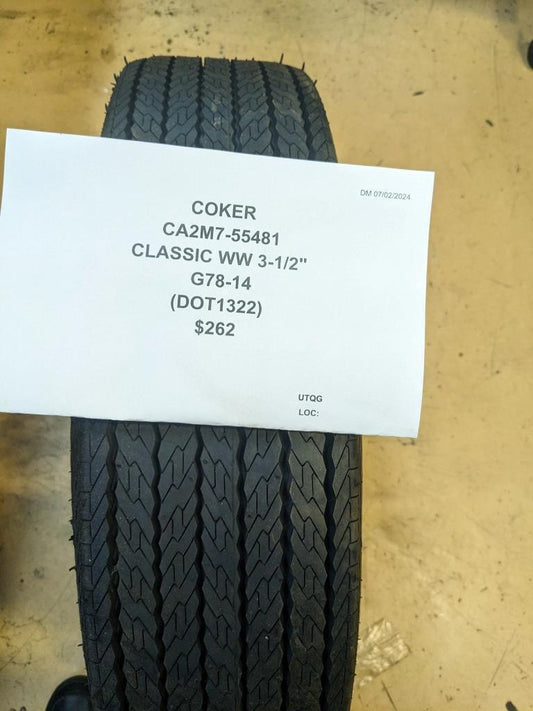 DM 07/02/2024
COKER
CA2M7-55481
CLASSIC WW 3-1/2"
G78-14
(DOT1322)
$262
UTQG
LOC: